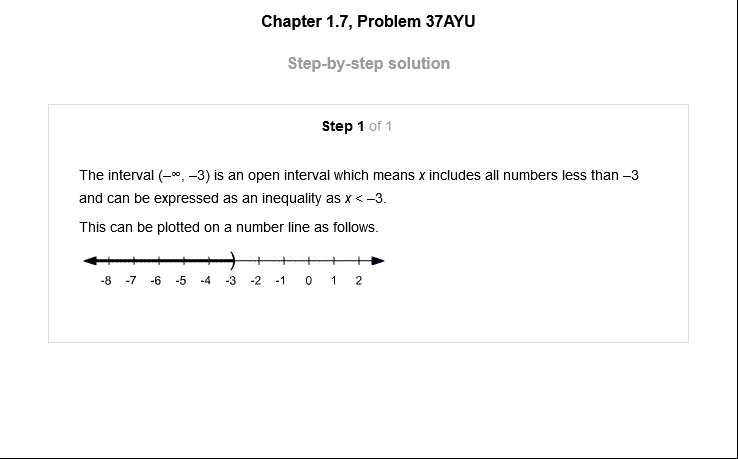 Chapter 1.7, Problem 37AYU
Step-by-step solution
Step 1 of 1
The interval (–∞, –3) is an open interval which means x includes all numbers less than –3
and can be expressed as an inequality as x < –3.
This can be plotted on a number line as follows.
)
-8 -7 -6 -5 -4 -3 -2 -1 0 1 2